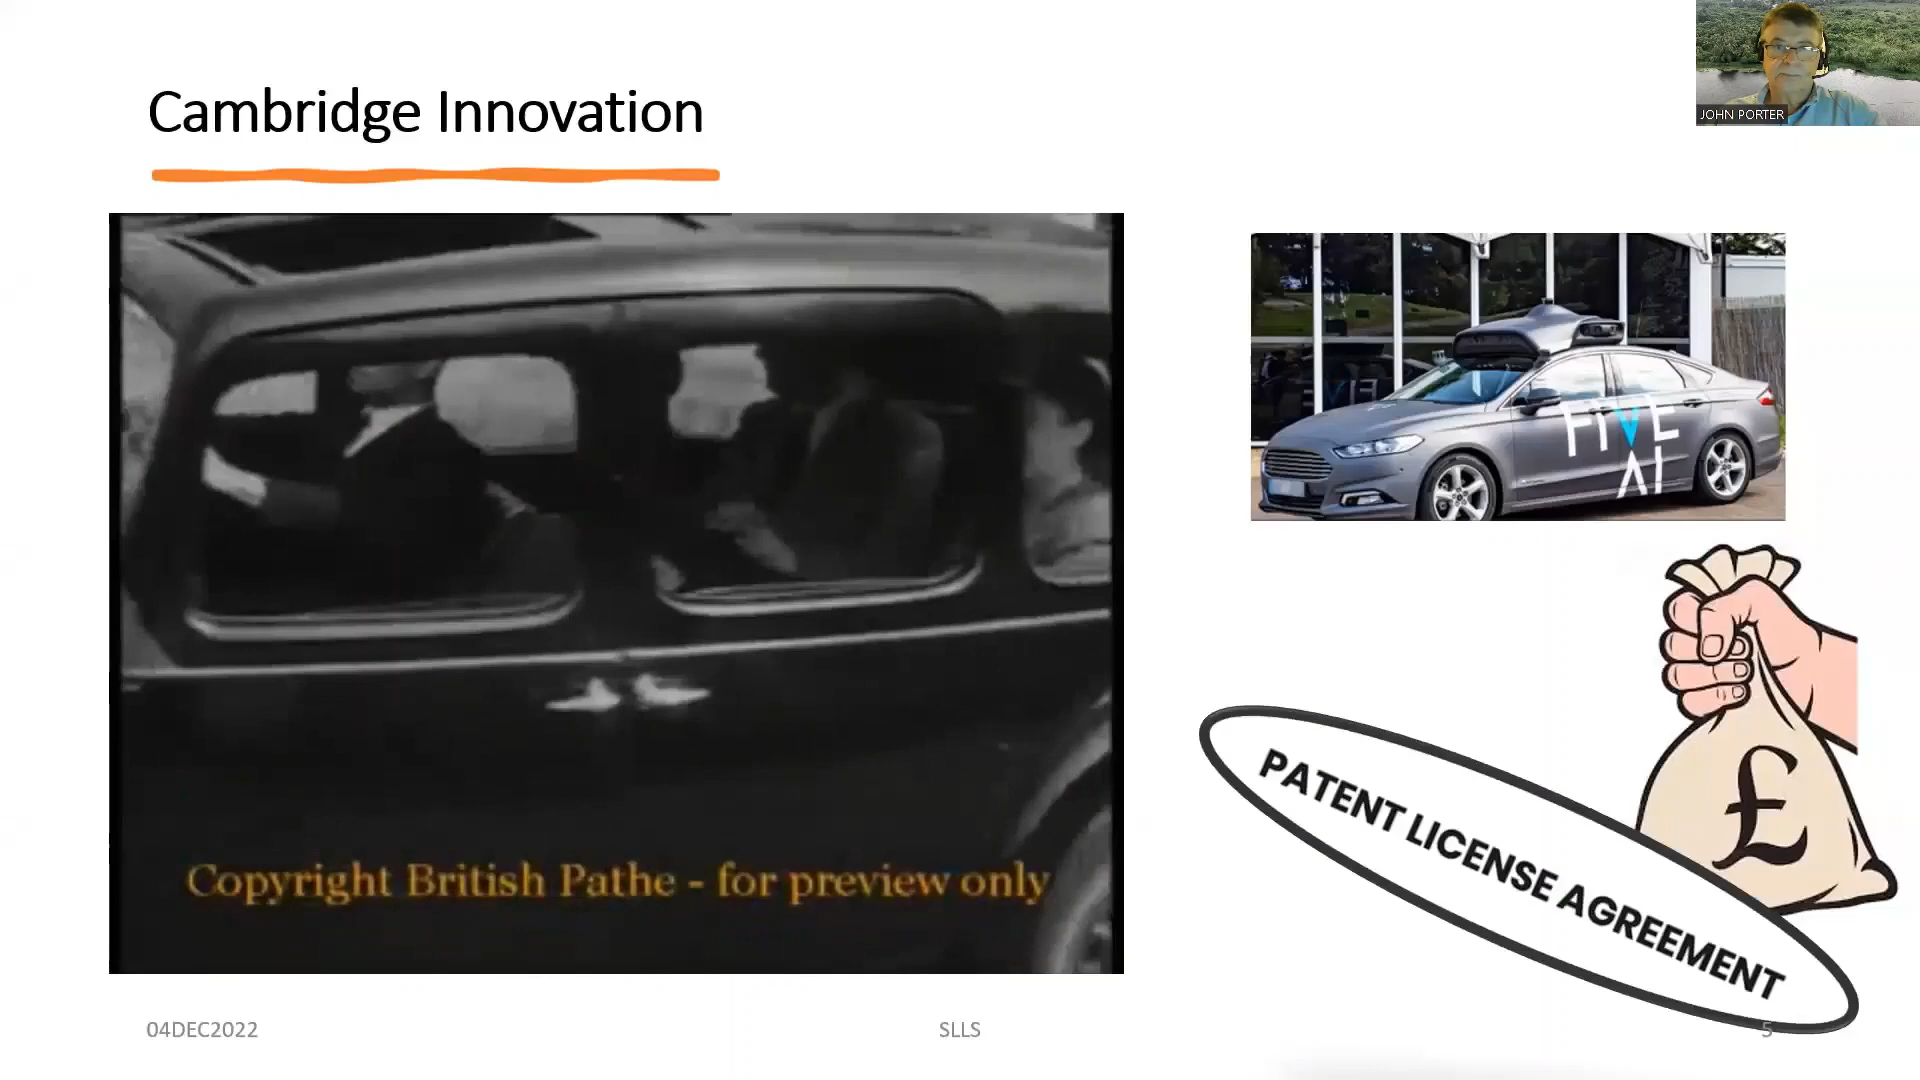 Cambridge Innovation
JOHN PORTER
FIVE
AI
Copyright British Pathe - for preview only
£
PATENT LICENSE AGREEMENT
04DEC2022
SLLS
5